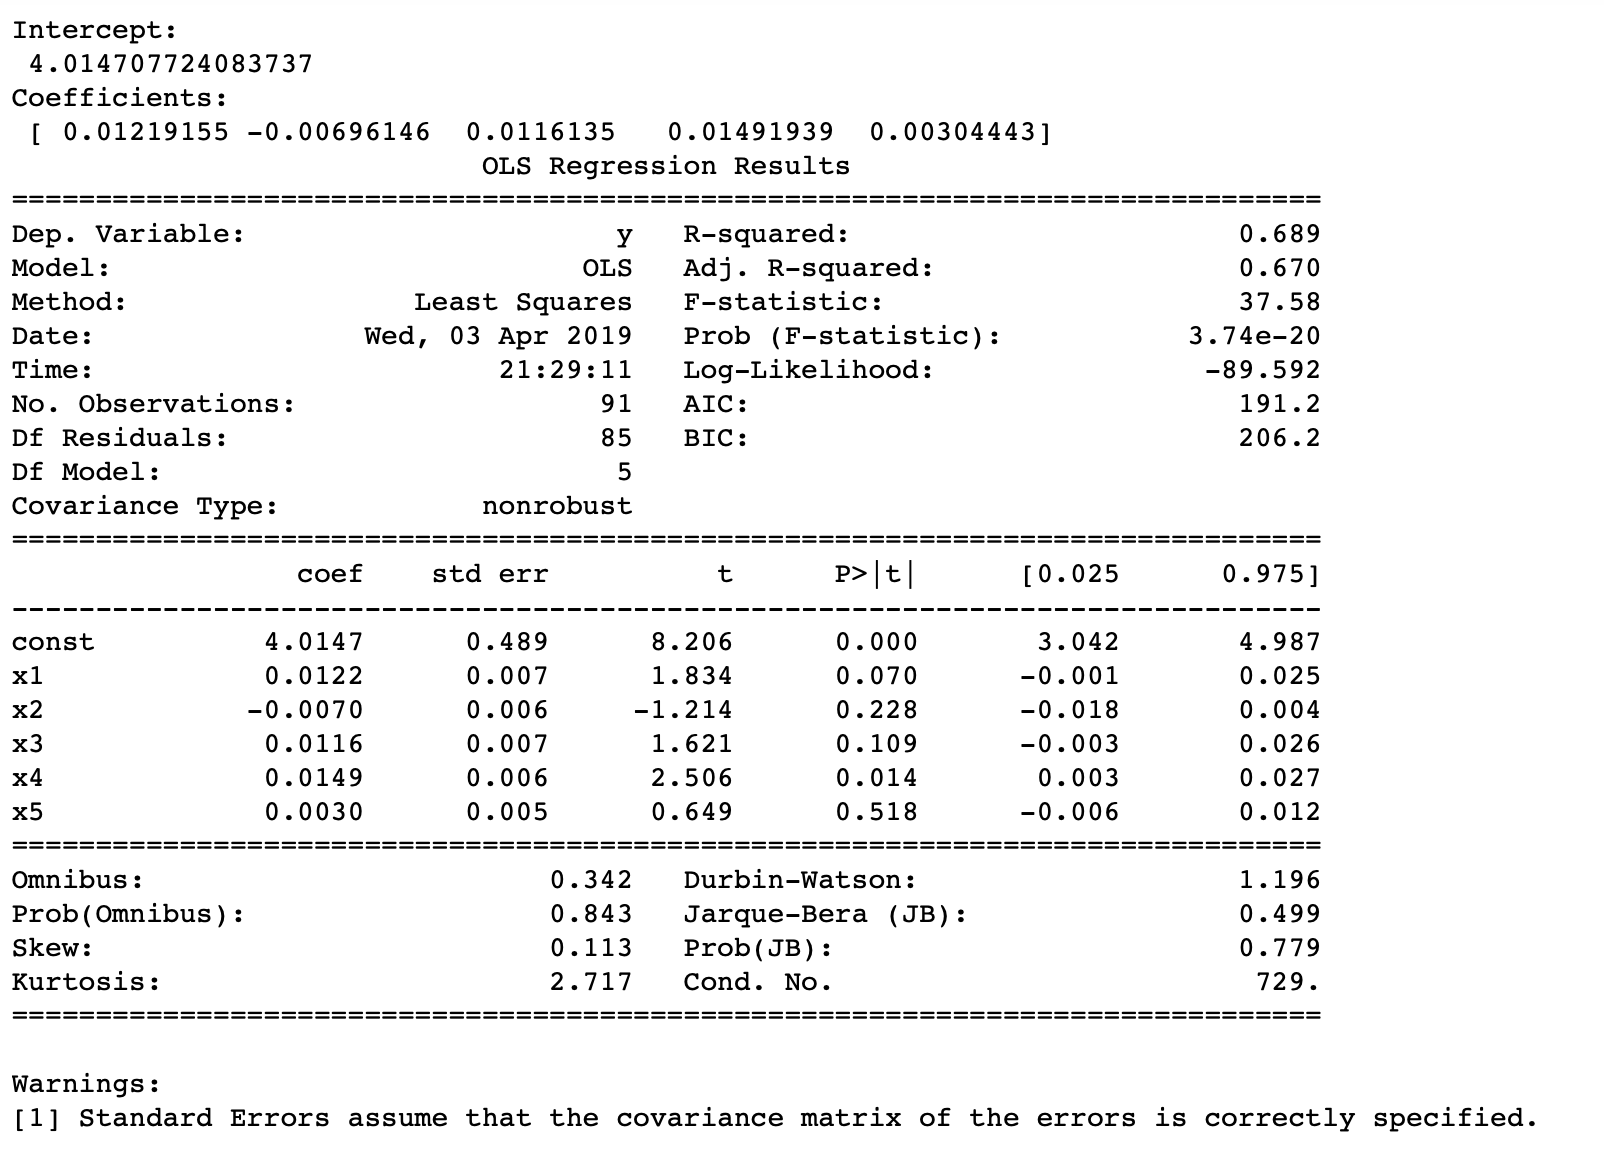 Intercept:
 4.014707724083737
Coefficients:
 [ 0.01219155 -0.00696146  0.0116135   0.01491939  0.00304443]
                            OLS Regression Results
==============================================================================
Dep. Variable:                      y   R-squared:                       0.689
Model:                            OLS   Adj. R-squared:                  0.670
Method:                 Least Squares   F-statistic:                     37.58
Date:                Wed, 03 Apr 2019   Prob (F-statistic):           3.74e-20
Time:                        21:29:11   Log-Likelihood:                -89.592
No. Observations:                  91   AIC:                             191.2
Df Residuals:                      85   BIC:                             206.2
Df Model:                           5
Covariance Type:            nonrobust
==============================================================================
                 coef    std err          t      P>|t|      [0.025      0.975]
------------------------------------------------------------------------------
const          4.0147      0.489      8.206      0.000       3.042       4.987
x1             0.0122      0.007      1.834      0.070      -0.001       0.025
x2            -0.0070      0.006     -1.214      0.228      -0.018       0.004
x3             0.0116      0.007      1.621      0.109      -0.003       0.026
x4             0.0149      0.006      2.506      0.014       0.003       0.027
x5             0.0030      0.005      0.649      0.518      -0.006       0.012
==============================================================================
Omnibus:                        0.342   Durbin-Watson:                   1.196
Prob(Omnibus):                  0.843   Jarque-Bera (JB):                0.499
Skew:                           0.113   Prob(JB):                        0.779
Kurtosis:                       2.717   Cond. No.                         729.
==============================================================================

Warnings:
[1] Standard Errors assume that the covariance matrix of the errors is correctly specified.